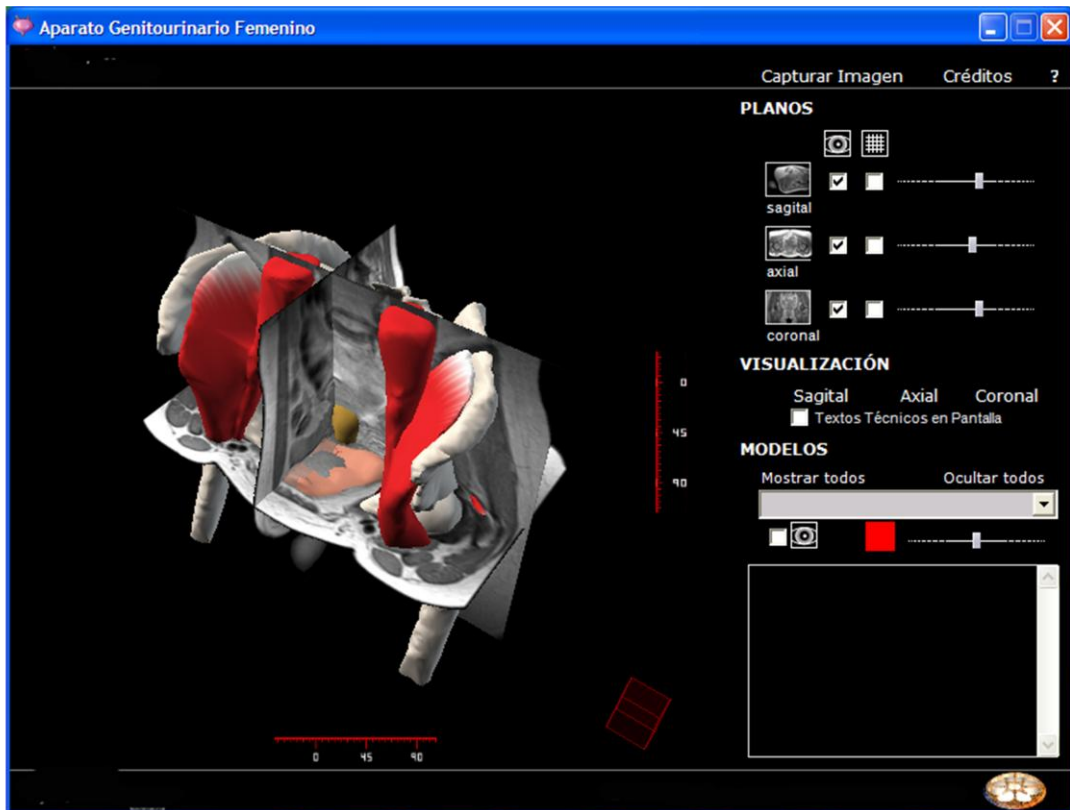 Aparato Genitourinario Femenino
Capturar Imagen Créditos ?
PLANOS
sagital
axial
coronal
VISUALIZACIÓN
Sagital Axial Coronal
Textos Técnicos en Pantalla
MODELOS
Mostrar todos Ocultar todos
0
45
90
0 45 90